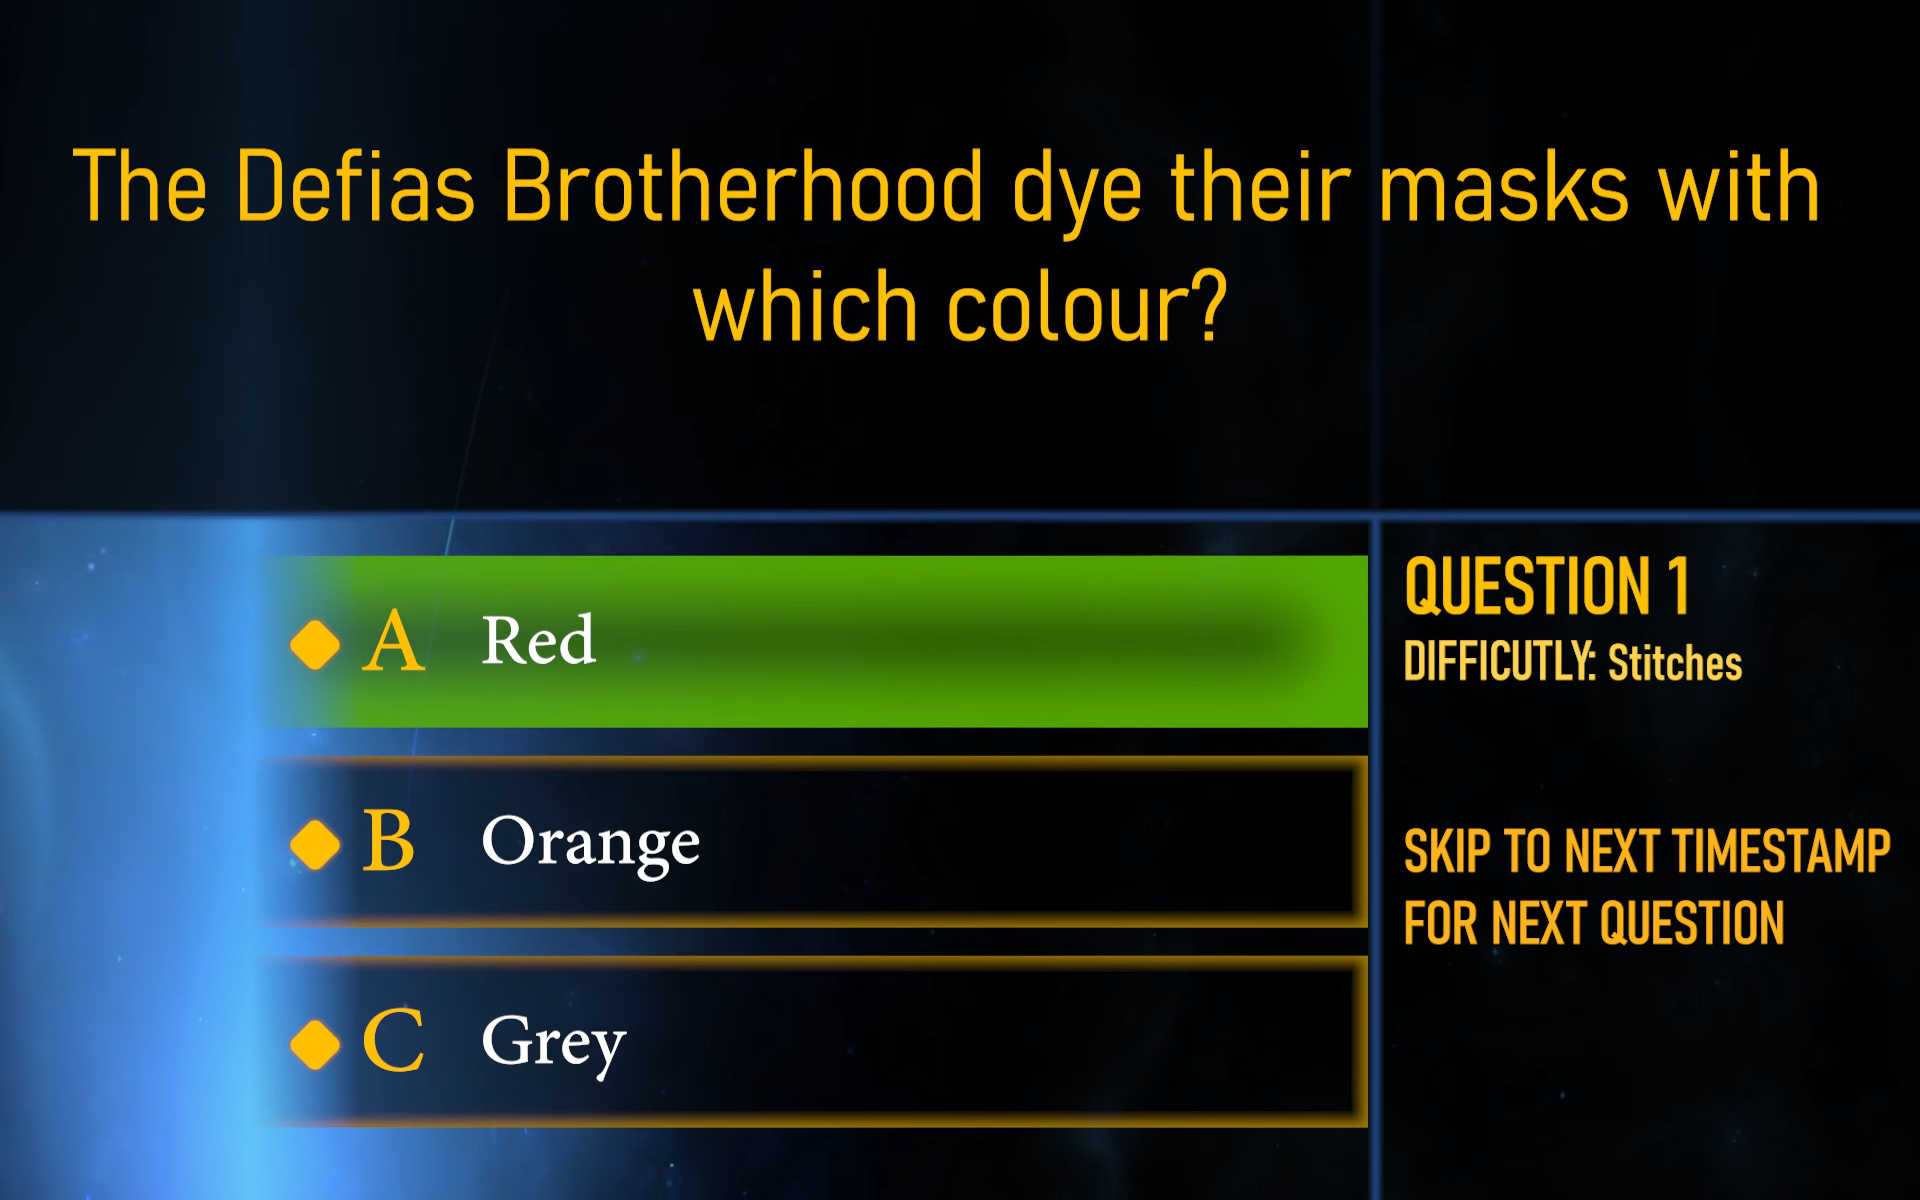 The Defias Brotherhood dye their masks with
which colour?
A Red
B Orange
C Grey
QUESTION 1
DIFFICUTLY: Stitches
SKIP TO NEXT TIMESTAMP
FOR NEXT QUESTION